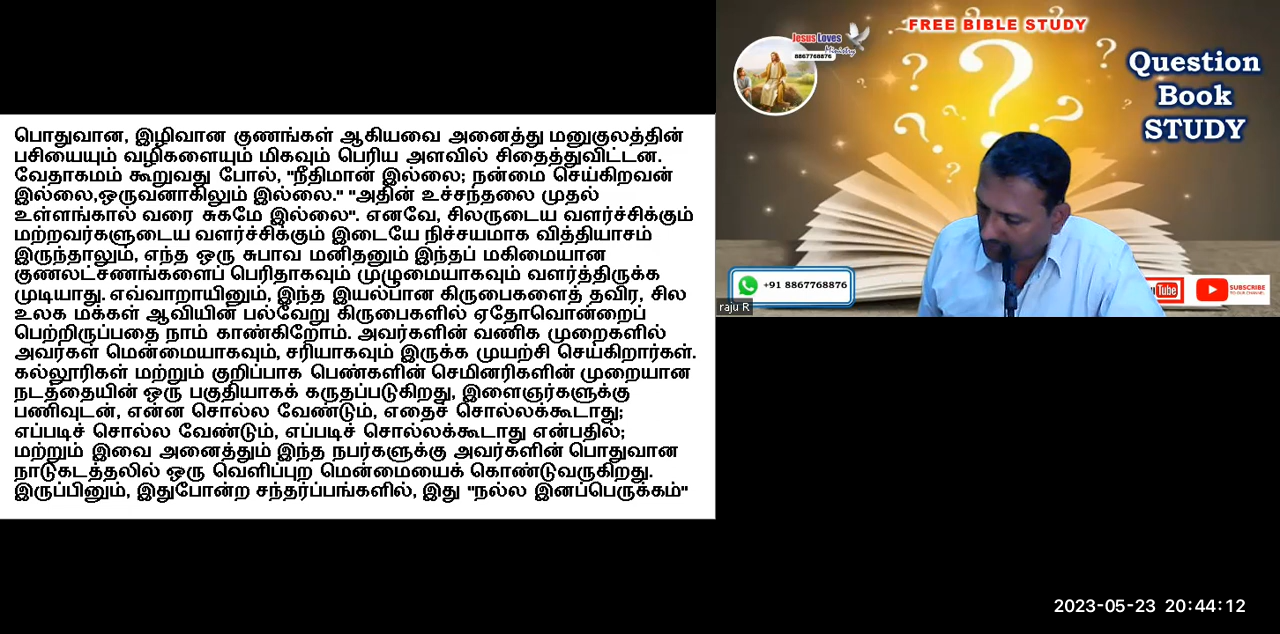 பொதுவான, இழிவான குணங்கள் ஆகியவை அனைத்து மனுகுலத்தின்
பசியையும் வழிகளையும் மிகவும் பெரிய அளவில் சிதைத்துவிட்டன.
வேதாகமம் கூறுவது போல், "நீதிமான் இல்லை; நன்மை செய்கிறவன்
இல்லை,ஒருவனாகிலும் இல்லை." "அதின் உச்சந்தலை முதல்
உள்ளங்கால் வரை சுகமே இல்லை". எனவே, சிலருடைய வளர்ச்சிக்கும்
மற்றவர்களுடைய வளர்ச்சிக்கும் இடையே நிச்சயமாக வித்தியாசம்
இருந்தாலும், எந்த ஒரு சுபாவ மனிதனும் இந்தப் மகிமையான
குணலட்சணங்களைப் பெரிதாகவும் முழுமையாகவும் வளர்த்திருக்க
முடியாது. எவ்வாறாயினும், இந்த இயல்பான கிருபைகளைத் தவிர, சில
உலக மக்கள் ஆவியின் பல்வேறு கிருபைகளில் ஏதோவொன்றைப்
பெற்றிருப்பதை நாம் காண்கிறோம். அவர்களின் வணிக முறைகளில்
அவர்கள் மென்மையாகவும், சரியாகவும் இருக்க முயற்சி செய்கிறார்கள்.
கல்லூரிகள் மற்றும் குறிப்பாக பெண்களின் செமினரிகளின் முறையான
நடத்தையின் ஒரு பகுதியாகக் கருதப்படுகிறது, இளைஞர்களுக்கு
பணிவுடன், என்ன சொல்ல வேண்டும், எதைச் சொல்லக்கூடாது;
எப்படிச் சொல்ல வேண்டும், எப்படிச் சொல்லக்கூடாது என்பதில்;
மற்றும் இவை அனைத்தும் இந்த நபர்களுக்கு அவர்களின் பொதுவான
நாடுகடத்தலில் ஒரு வெளிப்புற மென்மையைக் கொண்டுவருகிறது.
இருப்பினும், இதுபோன்ற சந்தர்ப்பங்களில், இது "நல்ல இனப்பெருக்கம்"
FREE BIBLE STUDY
Jesus Loves
Ministry
8867768876
Question
Book
STUDY
+91 8867768876
Tube
SUBSCRIBE
TO OUR CHANNEL
raju R
2023-05-23 20:44:12